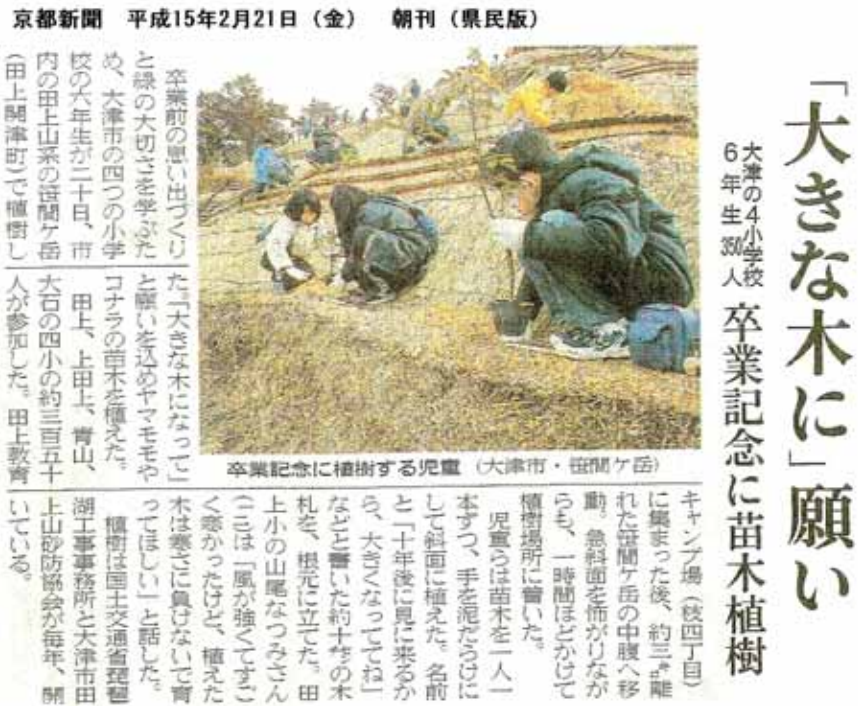 京都新聞　平成15年2月21日（金）　朝刊（県民版）
「大きな木に」願い
大津の4小学校
6年生350人
卒業記念に苗木植樹
卒業前の思い出づくり
と緑の大切さを学ぶた
め、大津市の四つの小学
校の六年生が二十日、市
内の田上山系の笹間ケ岳
（田上関津町）で植樹し
た。「大きな木になって」
と願いを込めヤマモモや
コナラの苗木を植えた。
田上、上田上、青山、
大石の四小の約三百五十
人が参加した。田上教育
キャンプ場（枝四丁目）
に集まった後、約三㌔離
れた笹間ケ岳の中腹へ移
動。急斜面を怖がりなが
らも、一時間ほどかけて
植樹場所に着いた。
児童らは苗木を一人一
本ずつ、手を泥だらけに
して斜面に植えた。名前
と「十年後に見に来るか
ら、大きくなっててね」
などと書いた約十㌢の木
札を、根元に立てた。田
上小の山尾なつみさん
（一二）は「風が強くてすご
く寒かったけど、植えた
木は寒さに負けないで育
ってほしい」と話した。
植樹は国土交通省琵琶
湖工事事務所と大津市田
上山砂防協会が毎年、開
いている。
卒業記念に植樹する児童（大津市・笹間ケ岳）